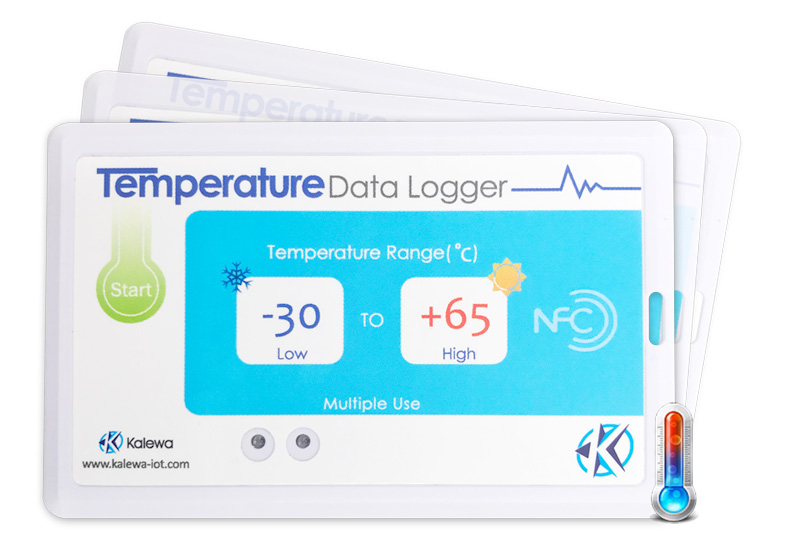 Temperature
Temperature Data Logger
Temperature Range(°C)
Start
-30 TO +65
Low High
NFC
Multiple Use
Kalewa
www.kalewa-iot.com
K